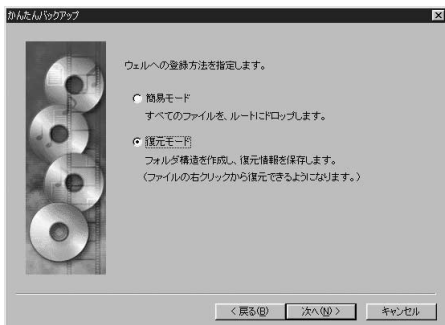 かんたんバックアップ
ウェルへの登録方法を指定します。
簡易モード
すべてのファイルを、ルートにドロップします。
復元モード
フォルダ構造を作成し、復元情報を保存します。
(ファイルの右クリックから復元できるようになります。)
< 戻る(B)
次へ(N) >
キャンセル